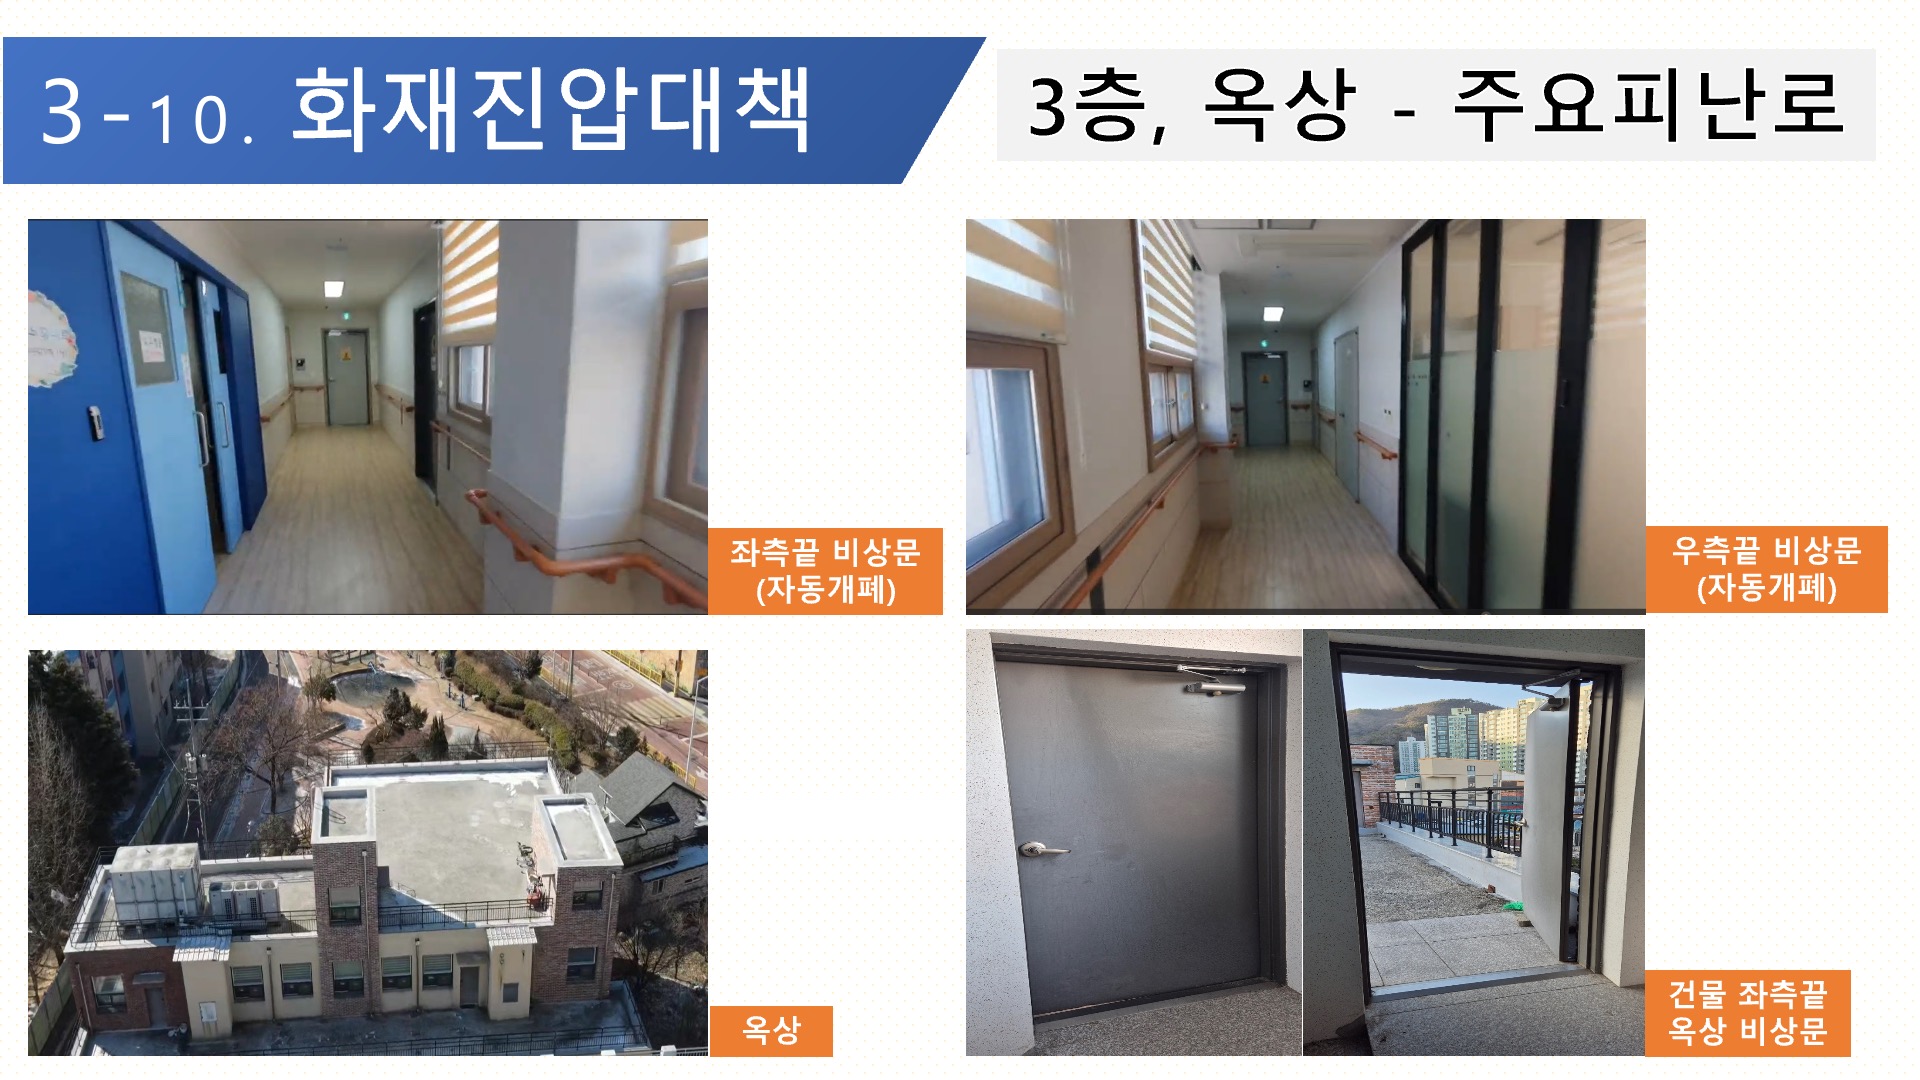 3-10. 화재진압대책
3층, 옥상 - 주요피난로
좌측끝 비상문
(자동개폐)
우측끝 비상문
(자동개폐)
옥상
건물 좌측끝
옥상 비상문